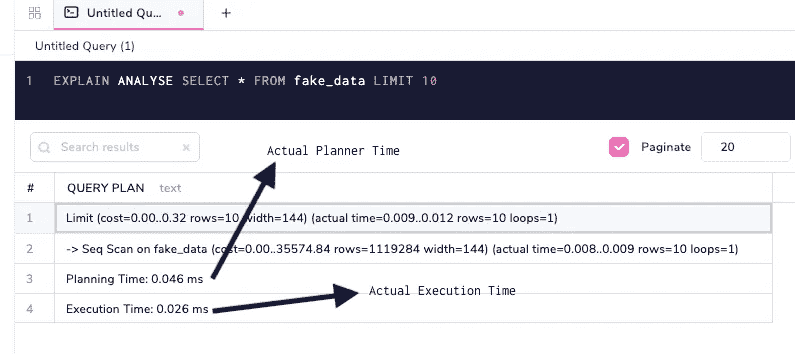 Untitled Qu... * +
Untitled Query (1)
1 EXPLAIN ANALYSE SELECT * FROM fake_data LIMIT 10
Search results × Paginate 20
Actual Planner Time
# QUERY PLAN text
1 Limit (cost=0.00..0.32 rows=10 width=144) (actual time=0.009..0.012 rows=10 loops=1)
2 -> Seq Scan on fake_data (cost=0.00..35574.84 rows=1119284 width=144) (actual time=0.008..0.009 rows=10 loops=1)
3 Planning Time: 0.046 ms
Actual Execution Time
4 Execution Time: 0.026 ms